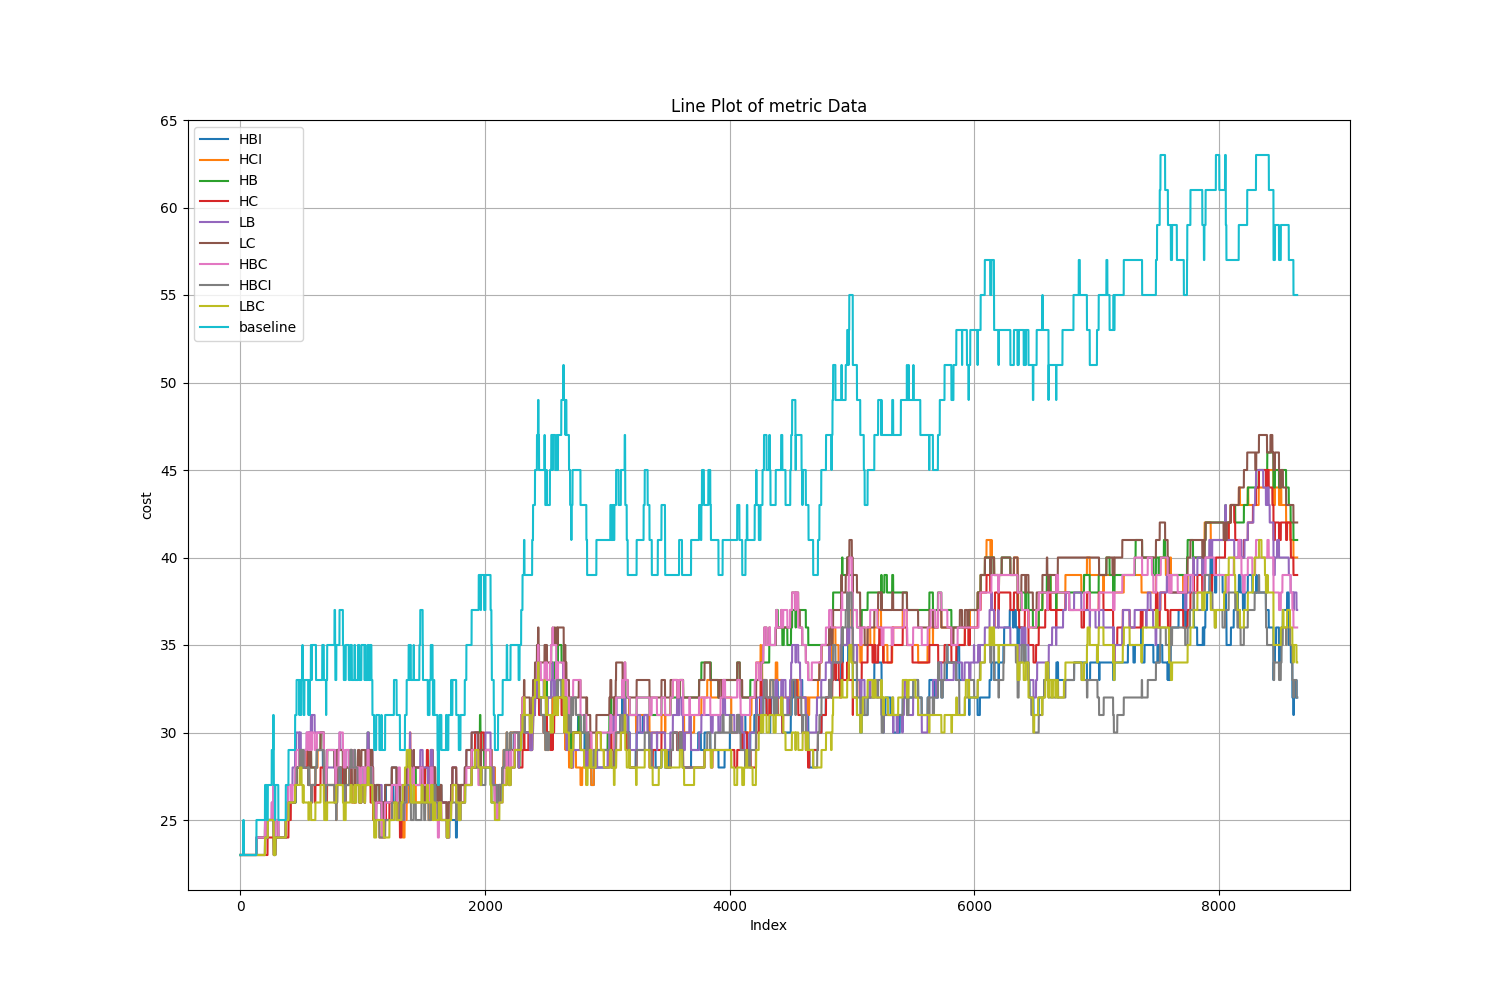 Line Plot of metric Data
65
60
55
50
45
40
35
30
25
cost
HBI
HCI
HB
HC
LB
LC
HBC
HBCI
LBC
baseline
0 2000 4000 6000 8000
Index